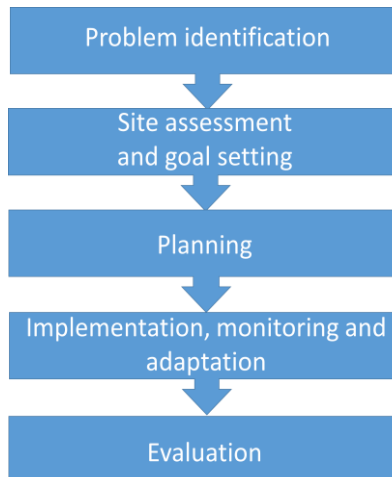 Problem identification
Site assessment
and goal setting
Planning
Implementation, monitoring and
adaptation
Evaluation